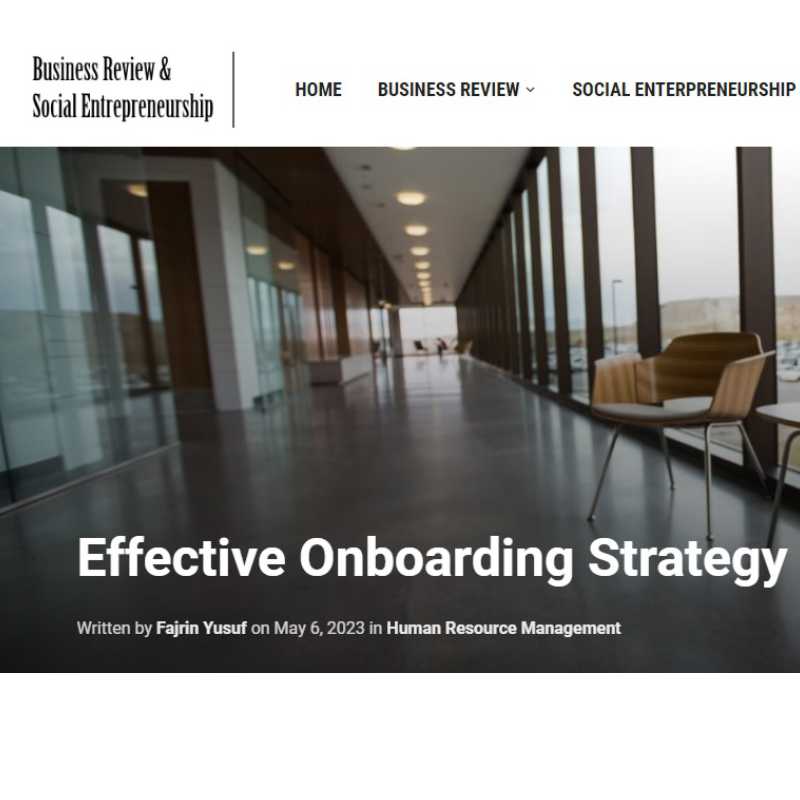 Business Review &
Social Entrepreneurship
HOME
BUSINESS REVIEW
SOCIAL ENTERPRENEURSHIP
Effective Onboarding Strategy
Written by Fajrin Yusuf on May 6, 2023 in Human Resource Management